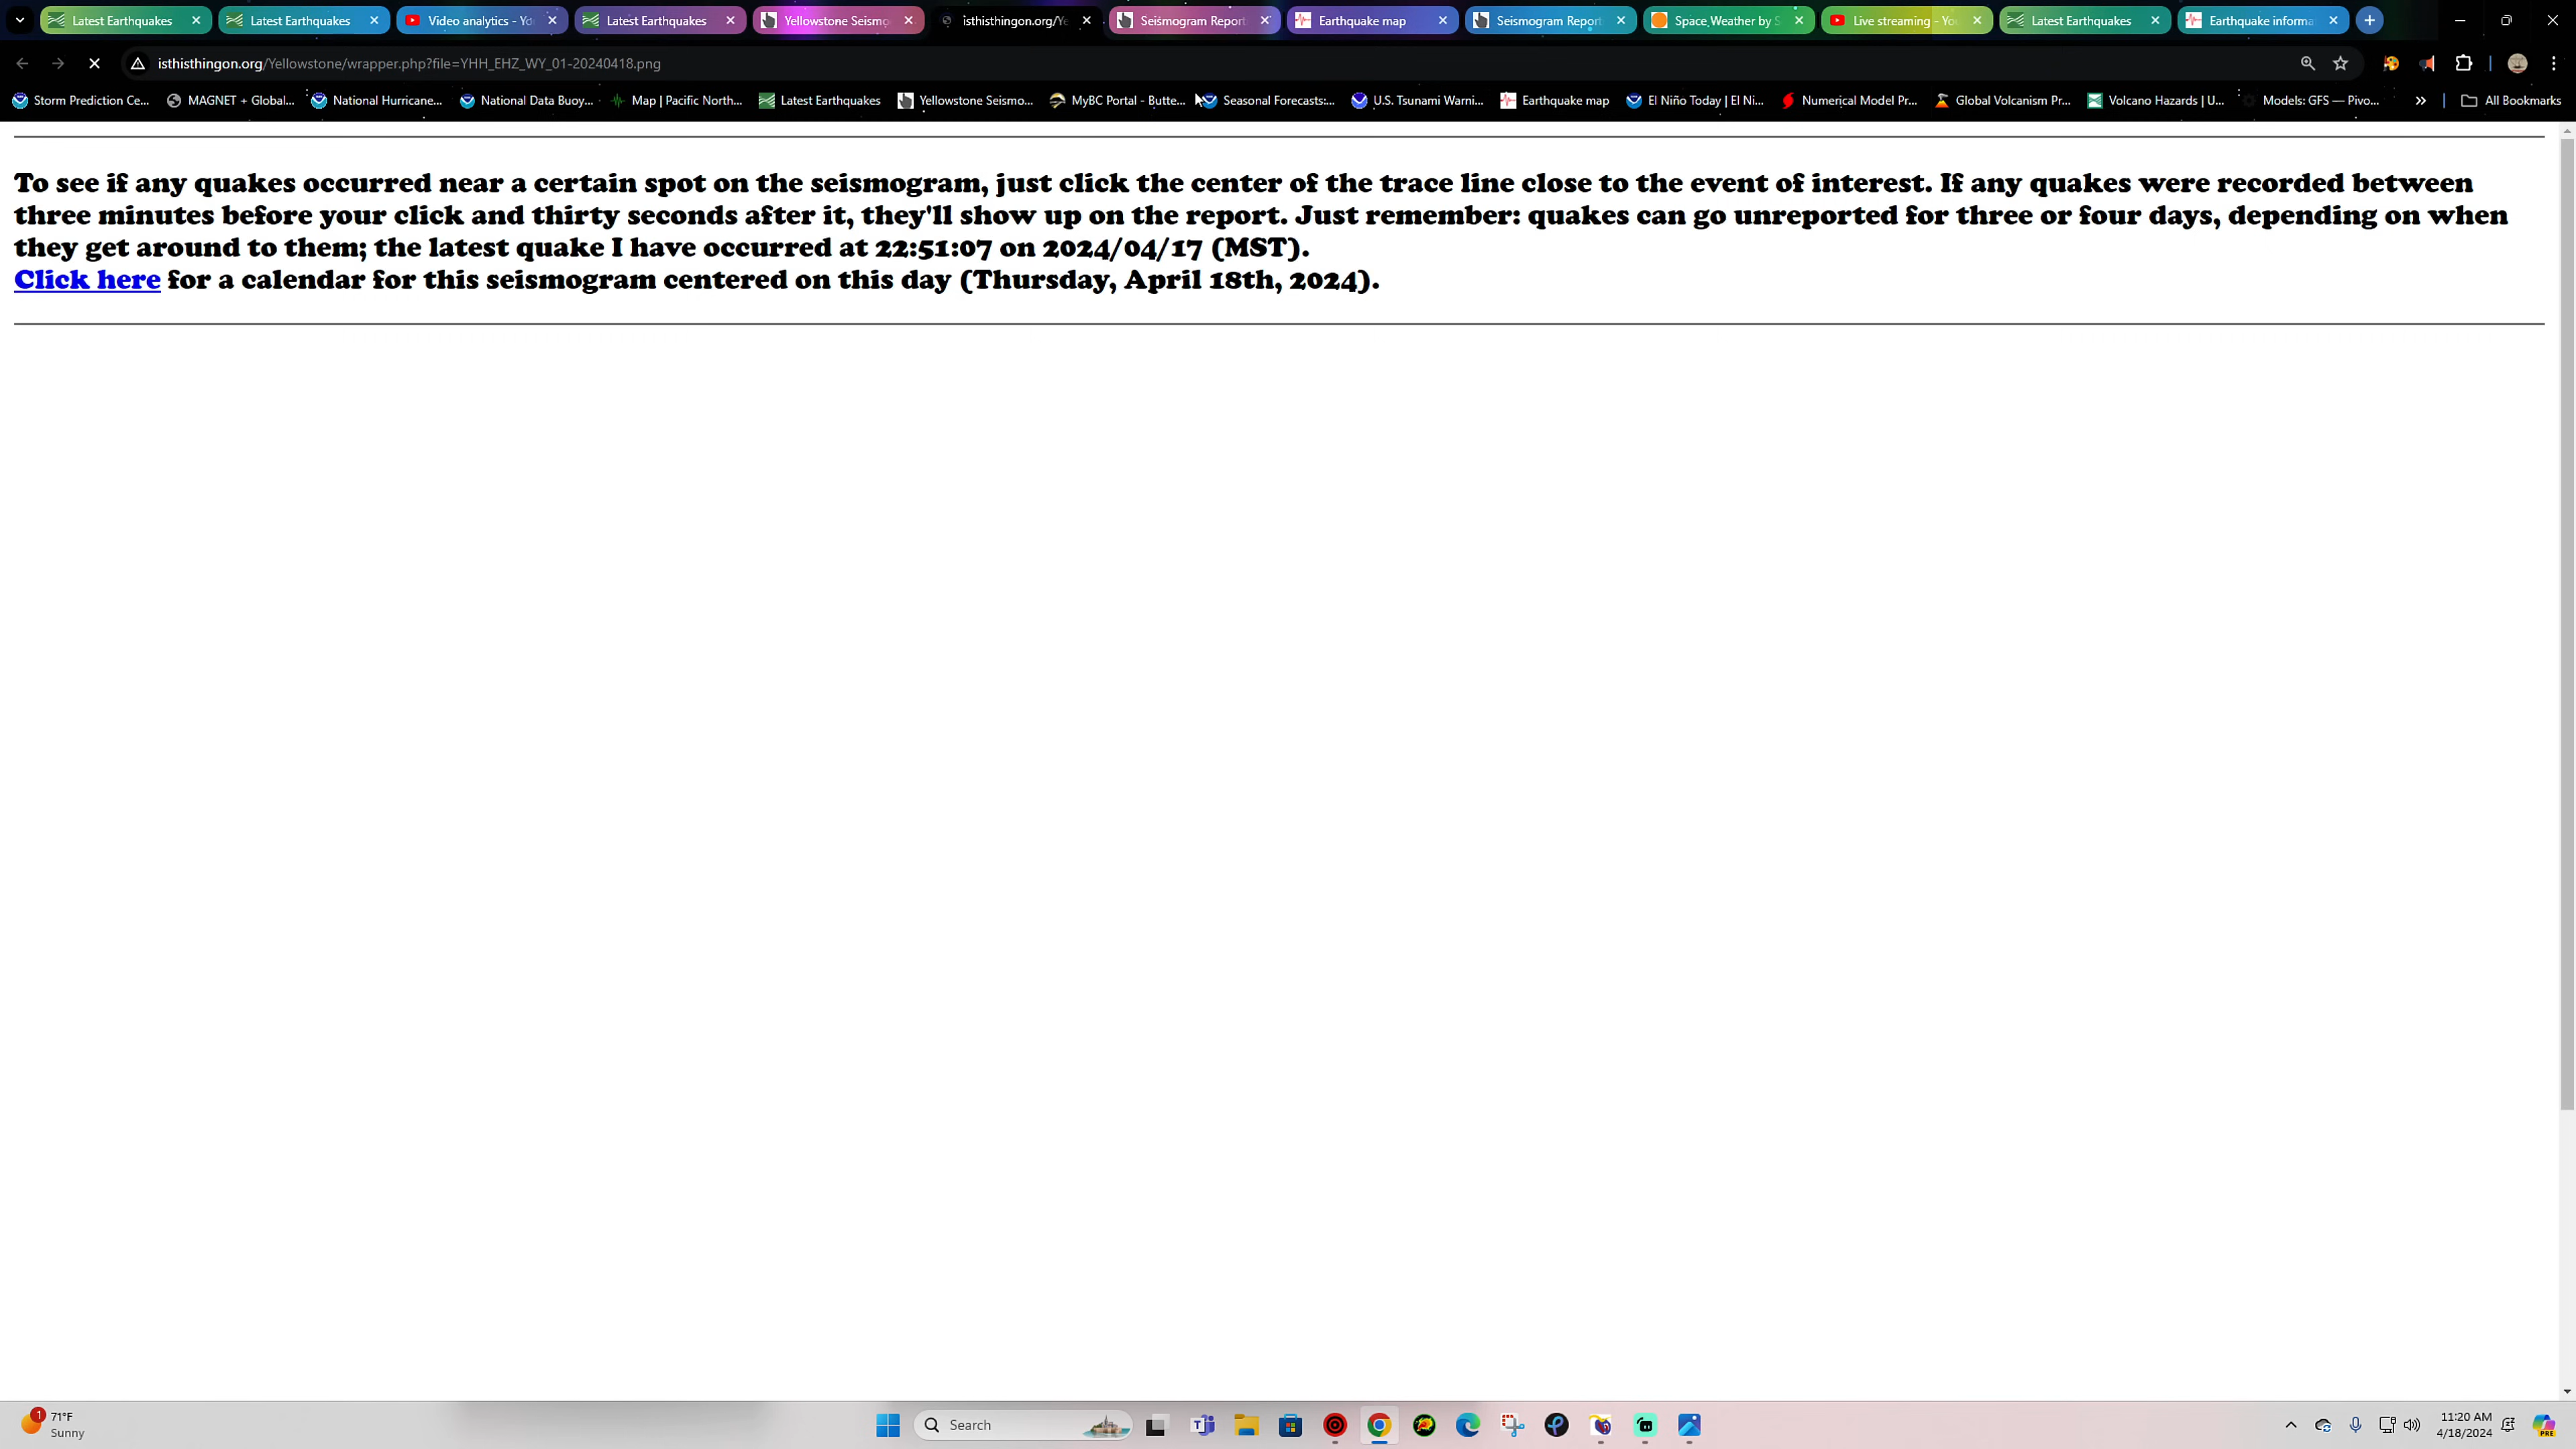 Latest Earthquakes
Latest Earthquakes
Video analytics - Yo
Latest Earthquakes
Yellowstone Seismo
isthisthingon.org/Ye
Seismogram Report
Earthquake map
Seismogram Report
Space Weather by S
Live streaming - Yo
Latest Earthquakes
Earthquake informa
isthisthingon.org/Yellowstone/wrapper.php?file=YHH_EHZ_WY_01-20240418.png
Storm Prediction Ce...
MAGNET + Global...
National Hurricane...
National Data Buoy...
Map | Pacific North...
Latest Earthquakes
Yellowstone Seismo...
MyBC Portal - Butte...
Seasonal Forecasts:...
U.S. Tsunami Warni...
Earthquake map
El Niño Today | El Ni...
Numerical Model Pr...
Global Volcanism Pr...
Volcano Hazards | U...
Models: GFS — Pivo...
»
All Bookmarks
To see if any quakes occurred near a certain spot on the seismogram, just click the center of the trace line close to the event of interest. If any quakes were recorded between
three minutes before your click and thirty seconds after it, they'll show up on the report. Just remember: quakes can go unreported for three or four days, depending on when
they get around to them; the latest quake I have occurred at 22:51:07 on 2024/04/17 (MST).
Click here for a calendar for this seismogram centered on this day (Thursday, April 18th, 2024).
1
71°F
Sunny
Search
11:20 AM
4/18/2024
PRE